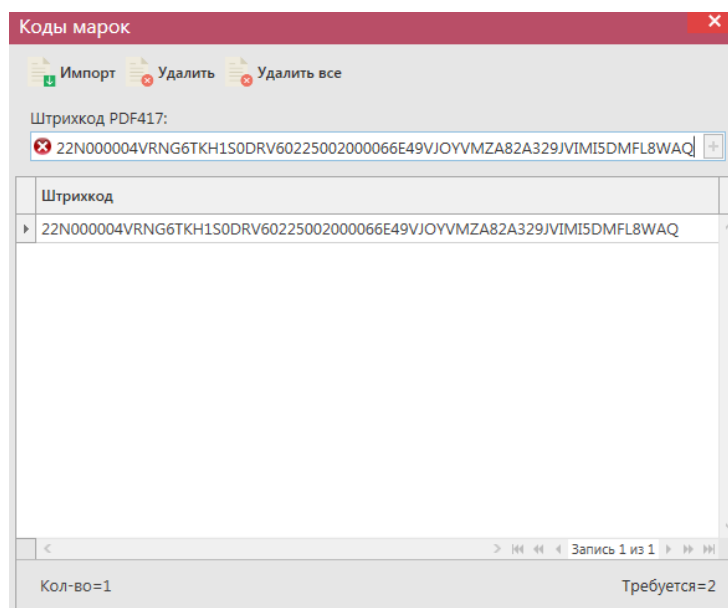 Коды марок
Импорт Удалить Удалить все
Штрихкод PDF417:
22N000004VRNG6TKH1S0DRV60225002000066E49VJOYVMZA82A329JVIMI5DMFL8WAQ
Штрихкод
22N000004VRNG6TKH1S0DRV60225002000066E49VJOYVMZA82A329JVIMI5DMFL8WAQ
Запись 1 из 1
Кол-во=1 Требуется=2